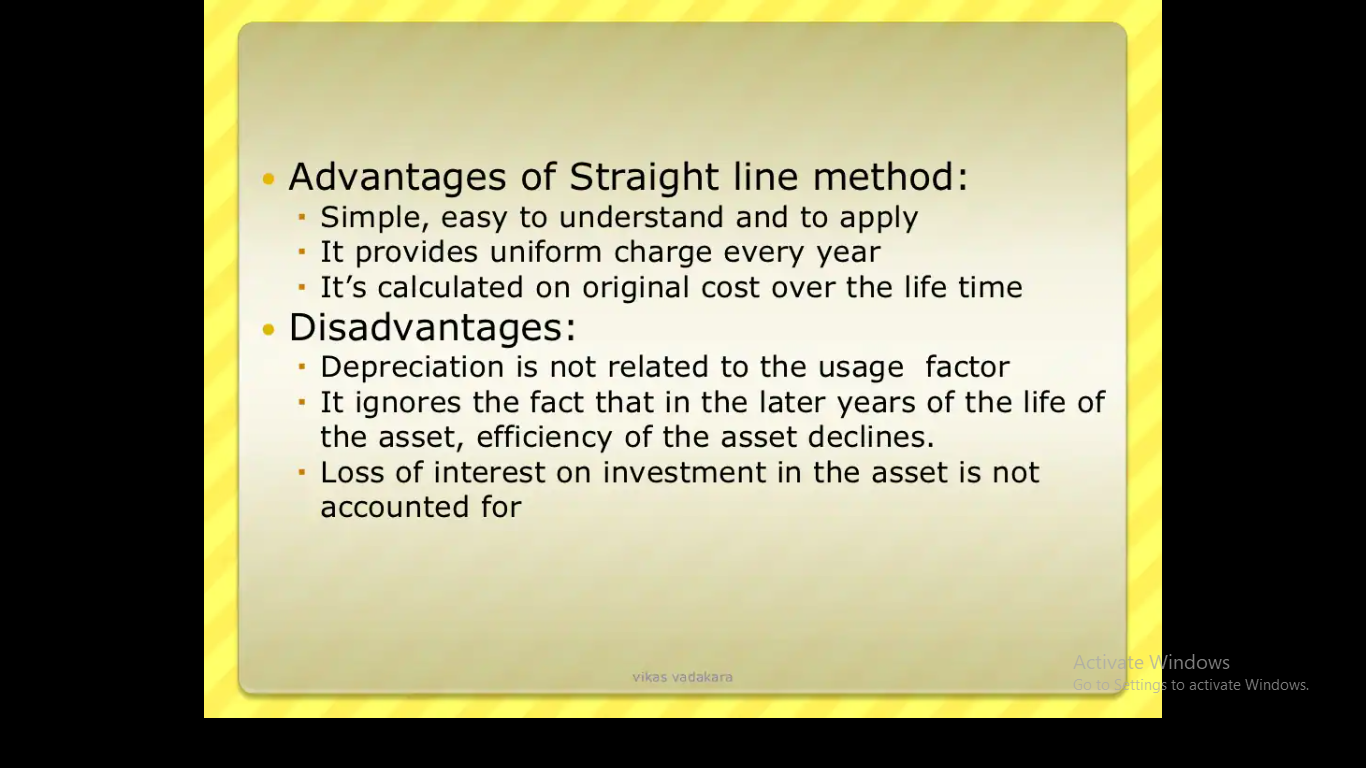 Advantages of Straight line method:
Simple, easy to understand and to apply
It provides uniform charge every year
It’s calculated on original cost over the life time
Disadvantages:
Depreciation is not related to the usage  factor
It ignores the fact that in the later years of the life of
the asset, efficiency of the asset declines.
Loss of interest on investment in the asset is not
accounted for
vikas vadakara
Activate Windows
Go to Settings to activate Windows.